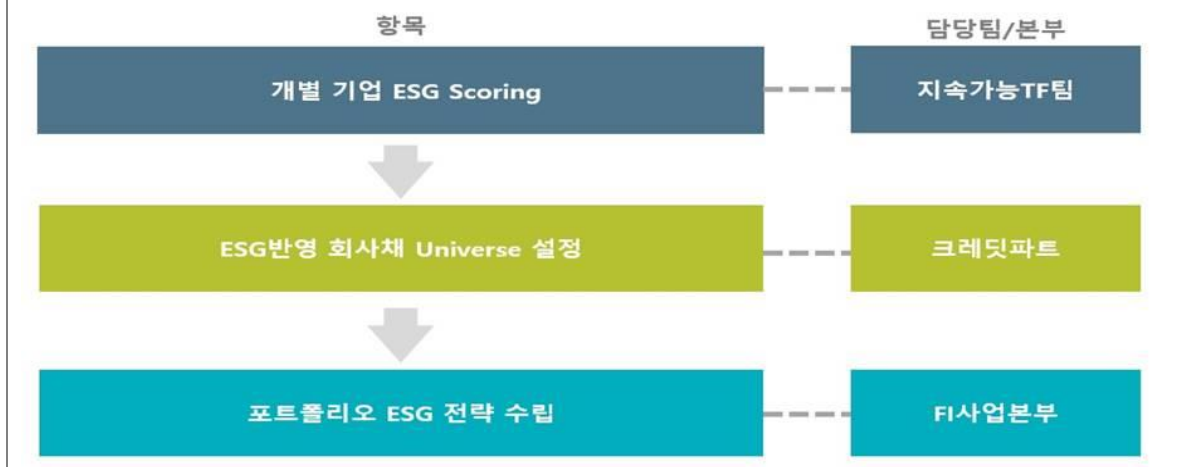 항목
담당팀/본부
개별 기업 ESG Scoring
지속가능TF팀
ESG반영 회사채 Universe 설정
크레딧파트
포트폴리오 ESG 전략 수립
FI사업본부